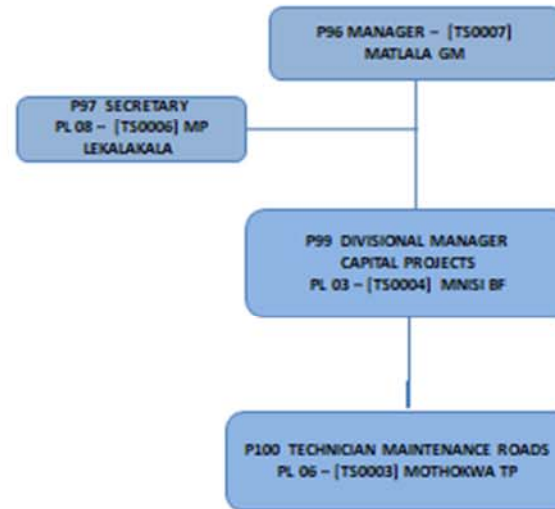 P96 MANAGER – [TS0007]
MATLALA GM
P97 SECRETARY
PL 08 – [TS0006] MP
LEKALAKALA
P99 DIVISIONAL MANAGER
CAPITAL PROJECTS
PL 03 – [TS0004] MNISI BF
P100 TECHNICIAN MAINTENANCE ROADS
PL 06 – [TS0003] MOTHOKWA TP